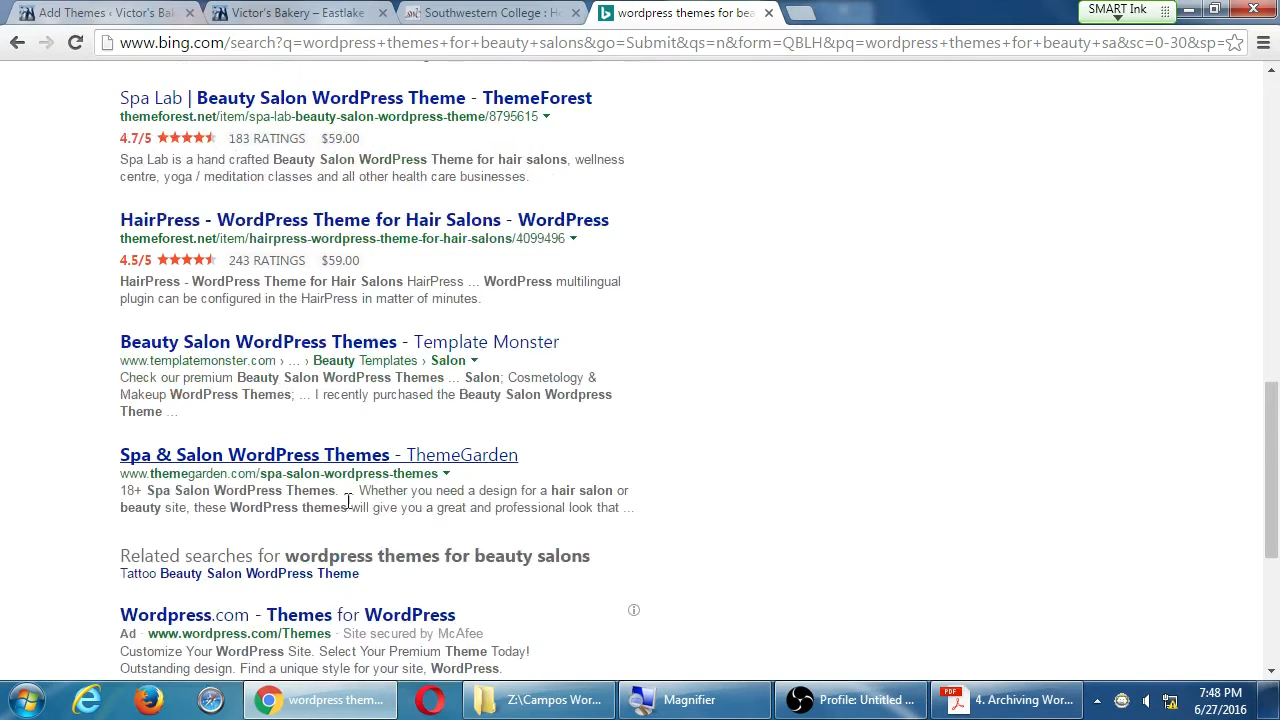 Add Themes ‹ Victor's Bakery
Victor's Bakery – Eastlake
Southwestern College : H
wordpress themes for bea
SMART Ink
www.bing.com/search?q=wordpress+themes+for+beauty+salons&go=Submit&qs=n&form=QBLH&pq=wordpress+themes+for+beauty+sa&sc=0-30&sp=
Spa Lab | Beauty Salon WordPress Theme - ThemeForest
themeforest.net/item/spa-lab-beauty-salon-wordpress-theme/8795615
4.7/5 183 RATINGS $59.00
Spa Lab is a hand crafted Beauty Salon WordPress Theme for hair salons, wellness
centre, yoga / meditation classes and all other health care businesses.
HairPress - WordPress Theme for Hair Salons - WordPress
themeforest.net/item/hairpress-wordpress-theme-for-hair-salons/4099496
4.5/5 243 RATINGS $59.00
HairPress - WordPress Theme for Hair Salons HairPress ... WordPress multilingual
plugin can be configured in the HairPress in matter of minutes.
Beauty Salon WordPress Themes - Template Monster
www.templatemonster.com › ... › Beauty Templates › Salon
Check our premium Beauty Salon WordPress Themes ... Salon; Cosmetology &
Makeup WordPress Themes; ... I recently purchased the Beauty Salon Wordpress
Theme ...
Spa & Salon WordPress Themes - ThemeGarden
www.themegarden.com/spa-salon-wordpress-themes
18+ Spa Salon WordPress Themes. ... Whether you need a design for a hair salon or
beauty site, these WordPress themes will give you a great and professional look that ...
Related searches for wordpress themes for beauty salons
Tattoo Beauty Salon WordPress Theme
Wordpress.com - Themes for WordPress
Ad · www.wordpress.com/Themes · Site secured by McAfee
Customize Your WordPress Site. Select Your Premium Theme Today!
Outstanding design. Find a unique style for your site, WordPress.
wordpress them...
Z:\Campos Wor...
Magnifier
Profile: Untitled ...
PDF
4. Archiving Wor...
7:48 PM
6/27/2016